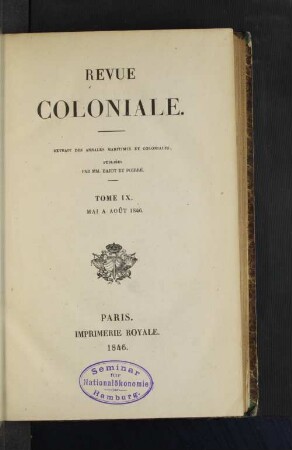 REVUE
COLONIALE.
EXTRAIT DES ANNALES MARITIMES ET COLONIALES,
PUBLIÉES
PAR MM. BAJOT ET POIRRÉ.
TOME IX.
MAI A AOÛT 1846.
PARIS.
IMPRIMERIE ROYALE.
1846.
Seminar
für
Nationalökonomie
Hamburg.